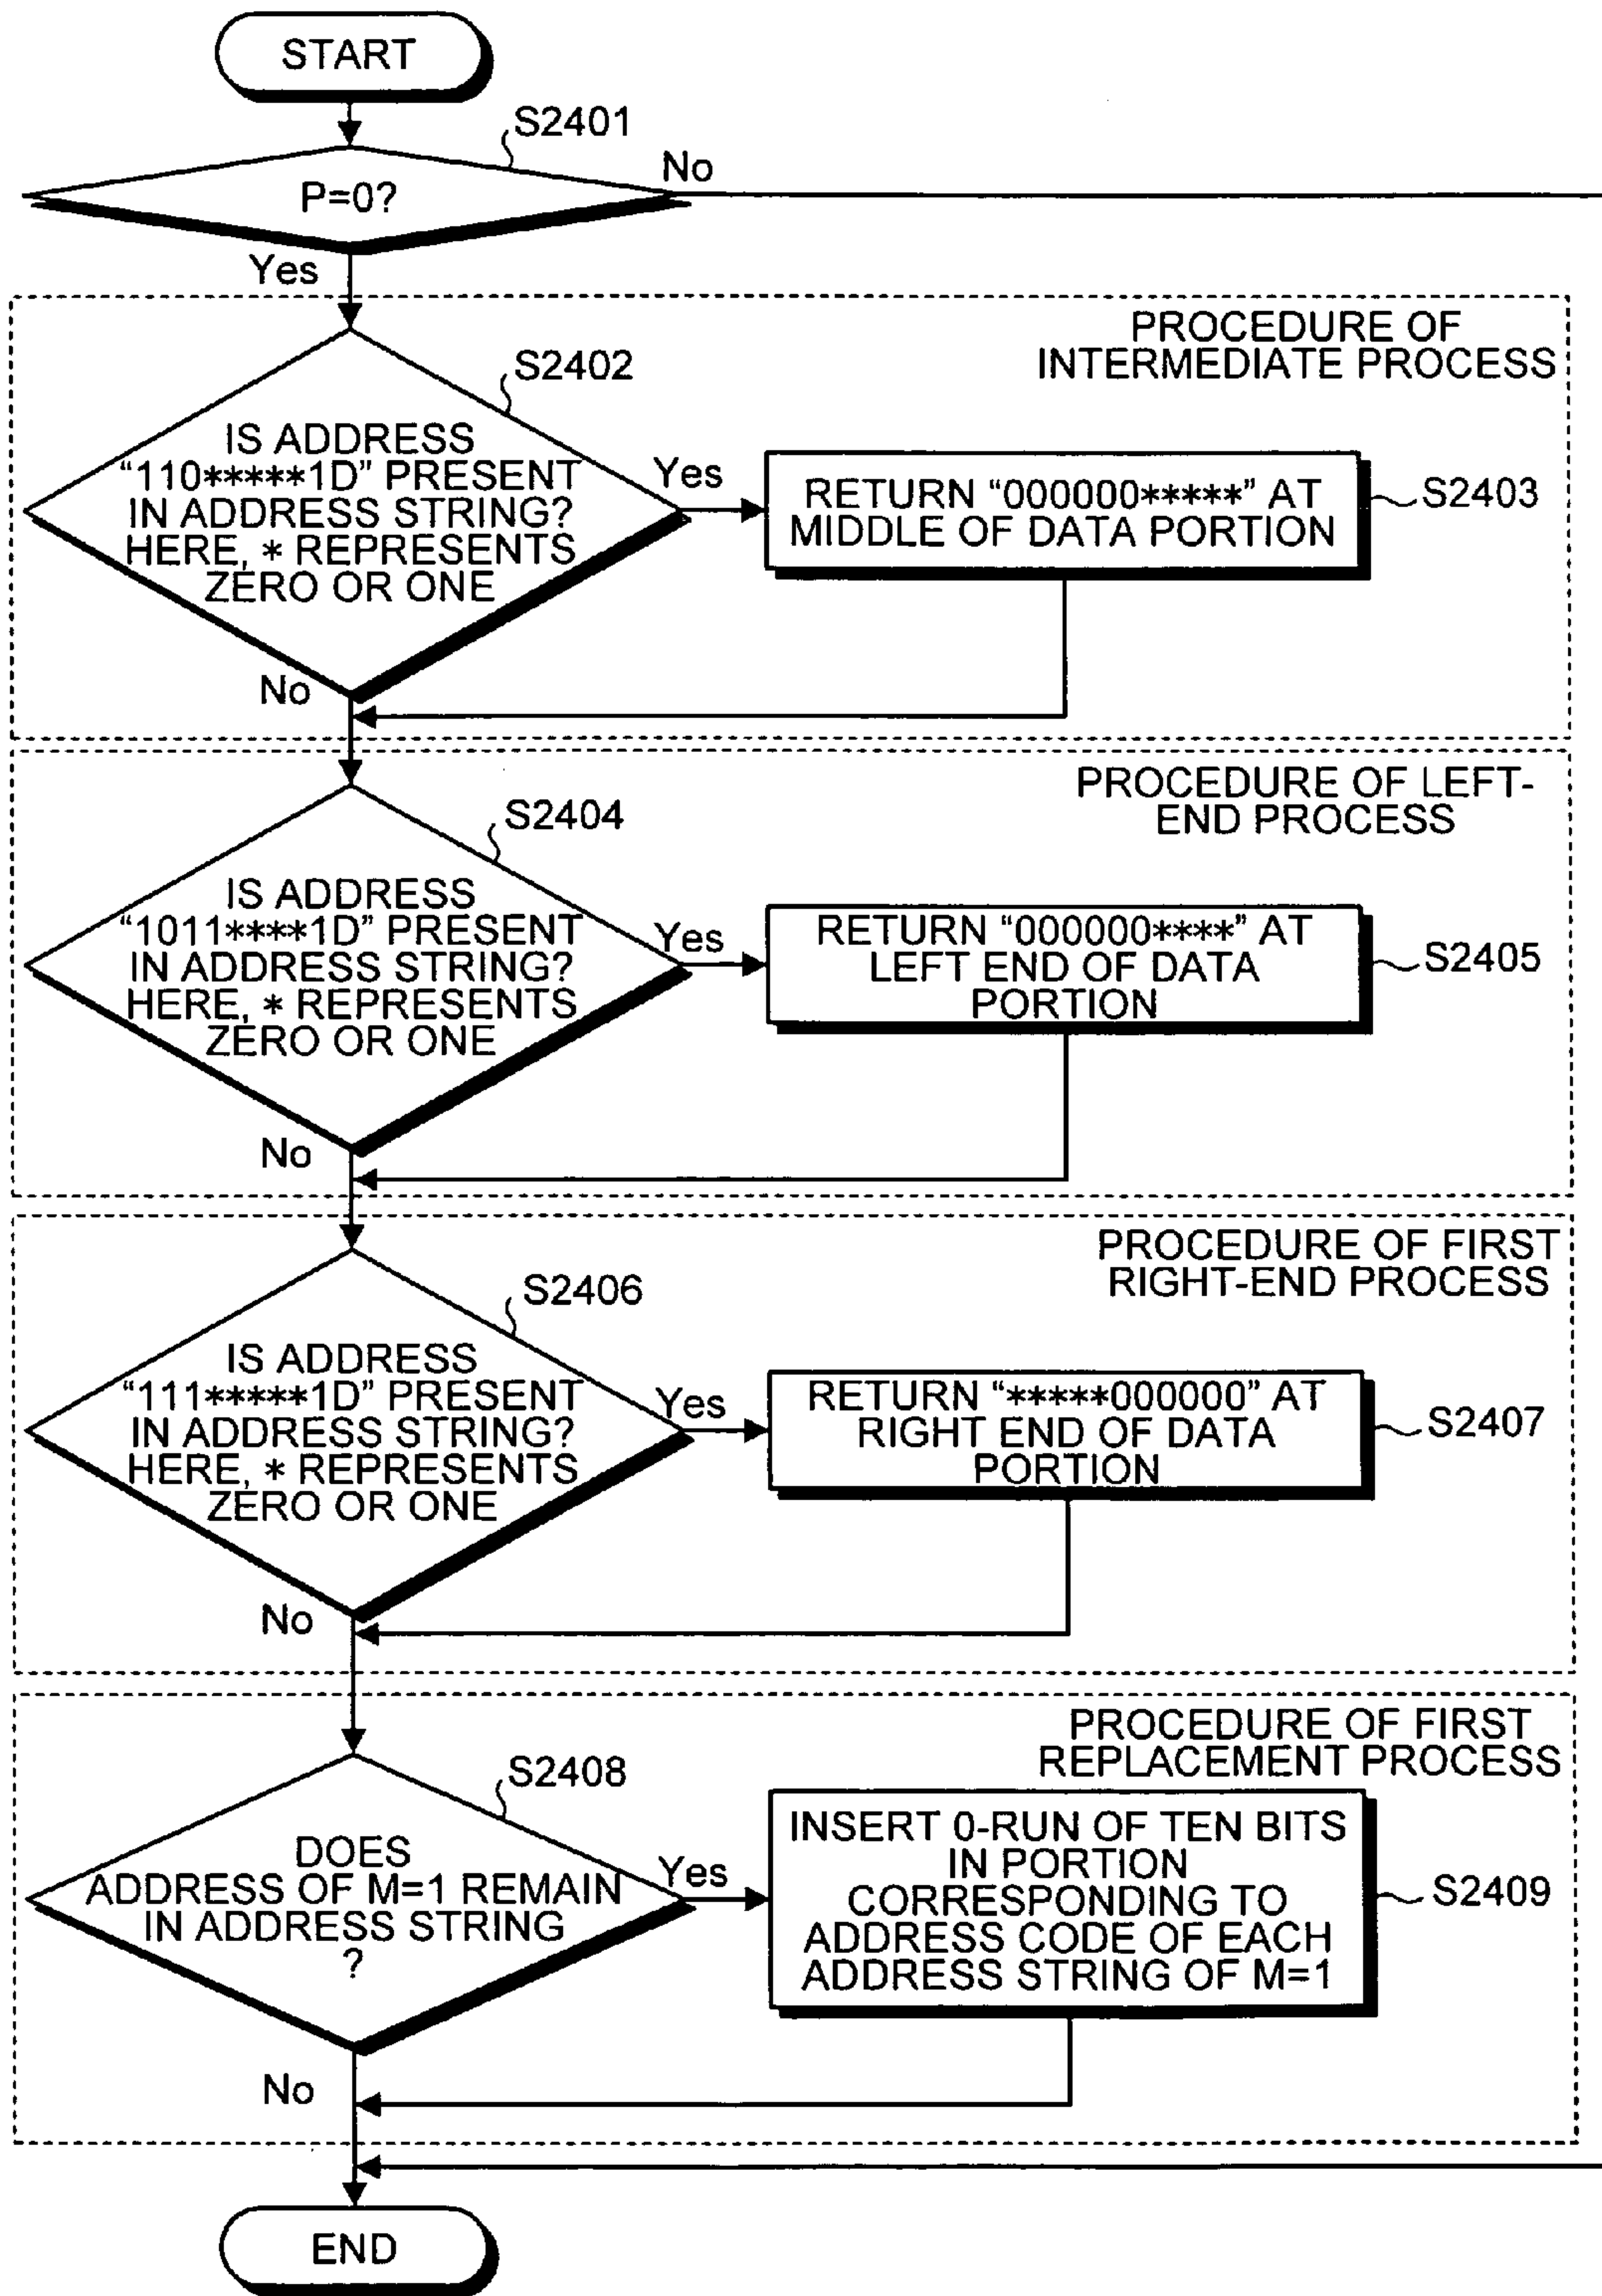 START
S2401
P=0?
No
Yes
PROCEDURE OF
INTERMEDIATE PROCESS
S2402
IS ADDRESS
“110*****1D” PRESENT
IN ADDRESS STRING?
HERE, * REPRESENTS
ZERO OR ONE
Yes
RETURN “000000*****” AT
MIDDLE OF DATA PORTION
S2403
No
PROCEDURE OF LEFT-
END PROCESS
S2404
IS ADDRESS
“1011****1D” PRESENT
IN ADDRESS STRING?
HERE, * REPRESENTS
ZERO OR ONE
Yes
RETURN “000000****” AT
LEFT END OF DATA
PORTION
S2405
No
PROCEDURE OF FIRST
RIGHT-END PROCESS
S2406
IS ADDRESS
“111*****1D” PRESENT
IN ADDRESS STRING?
HERE, * REPRESENTS
ZERO OR ONE
Yes
RETURN “*****000000” AT
RIGHT END OF DATA
PORTION
S2407
No
PROCEDURE OF FIRST
REPLACEMENT PROCESS
S2408
DOES
ADDRESS OF M=1 REMAIN
IN ADDRESS STRING
?
Yes
INSERT 0-RUN OF TEN BITS
IN PORTION
CORRESPONDING TO
ADDRESS CODE OF EACH
ADDRESS STRING OF M=1
S2409
No
END